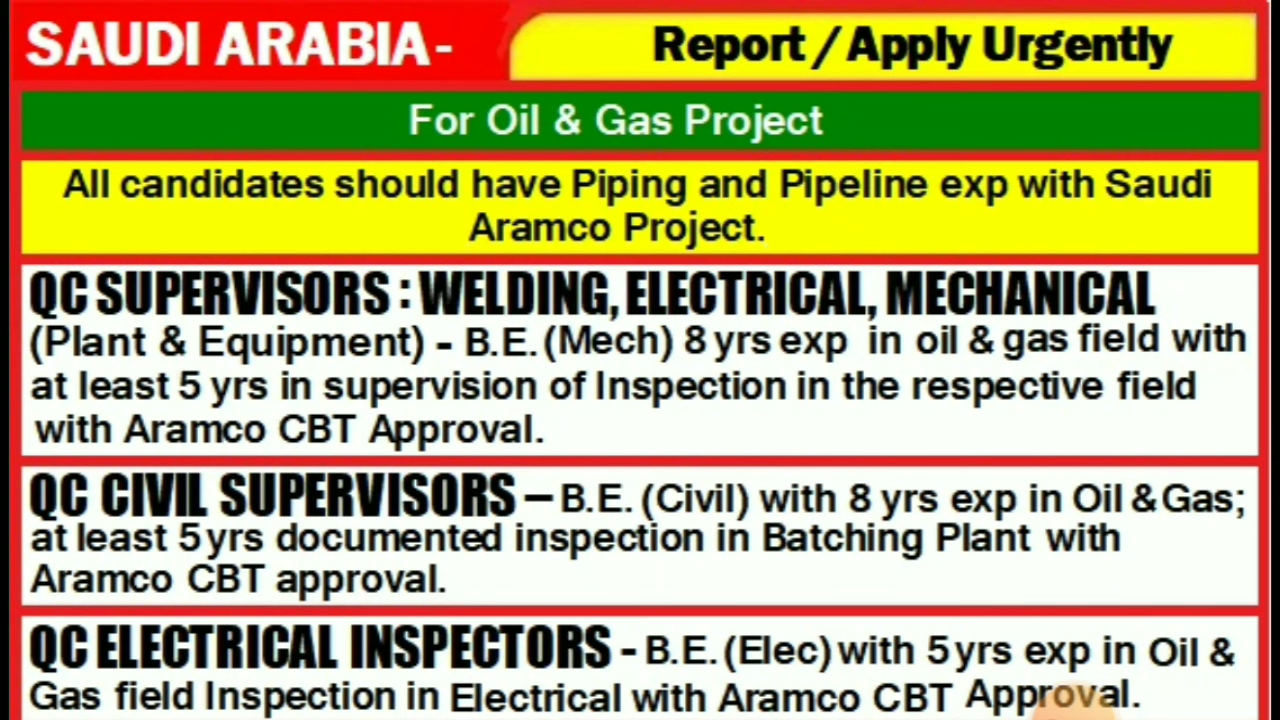 SAUDI ARABIA-
Report / Apply Urgently
For Oil & Gas Project
All candidates should have Piping and Pipeline exp with Saudi
Aramco Project.
QC SUPERVISORS : WELDING, ELECTRICAL, MECHANICAL
(Plant & Equipment) - B.E. (Mech) 8 yrs exp in oil & gas field with
at least 5 yrs in supervision of Inspection in the respective field
with Aramco CBT Approval.
QC CIVIL SUPERVISORS – B.E. (Civil) with 8 yrs exp in Oil & Gas;
at least 5 yrs documented inspection in Batching Plant with
Aramco CBT approval.
QC ELECTRICAL INSPECTORS - B.E. (Elec) with 5 yrs exp in Oil &
Gas field Inspection in Electrical with Aramco CBT Approval.